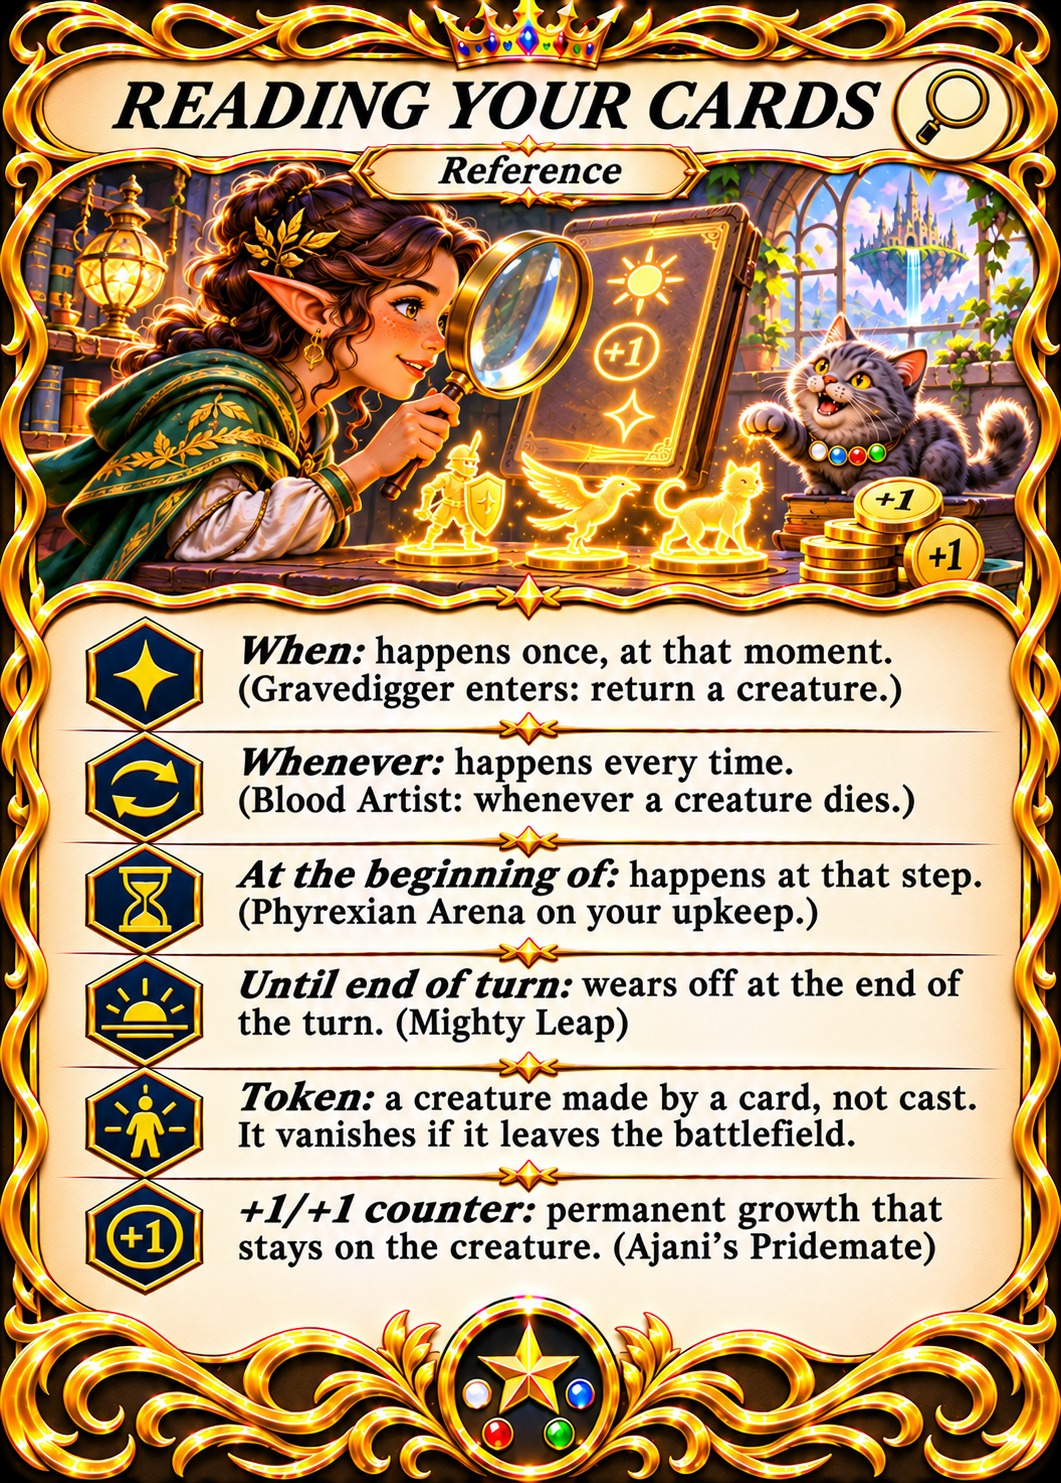 READING YOUR CARDS
Reference
+1
+1
+1
When: happens once, at that moment.
(Gravedigger enters: return a creature.)
Whenever: happens every time.
(Blood Artist: whenever a creature dies.)
At the beginning of: happens at that step.
(Phyrexian Arena on your upkeep.)
Until end of turn: wears off at the end of
the turn. (Mighty Leap)
Token: a creature made by a card, not cast.
It vanishes if it leaves the battlefield.
+1
+1/+1 counter: permanent growth that
stays on the creature. (Ajani's Pridemate)